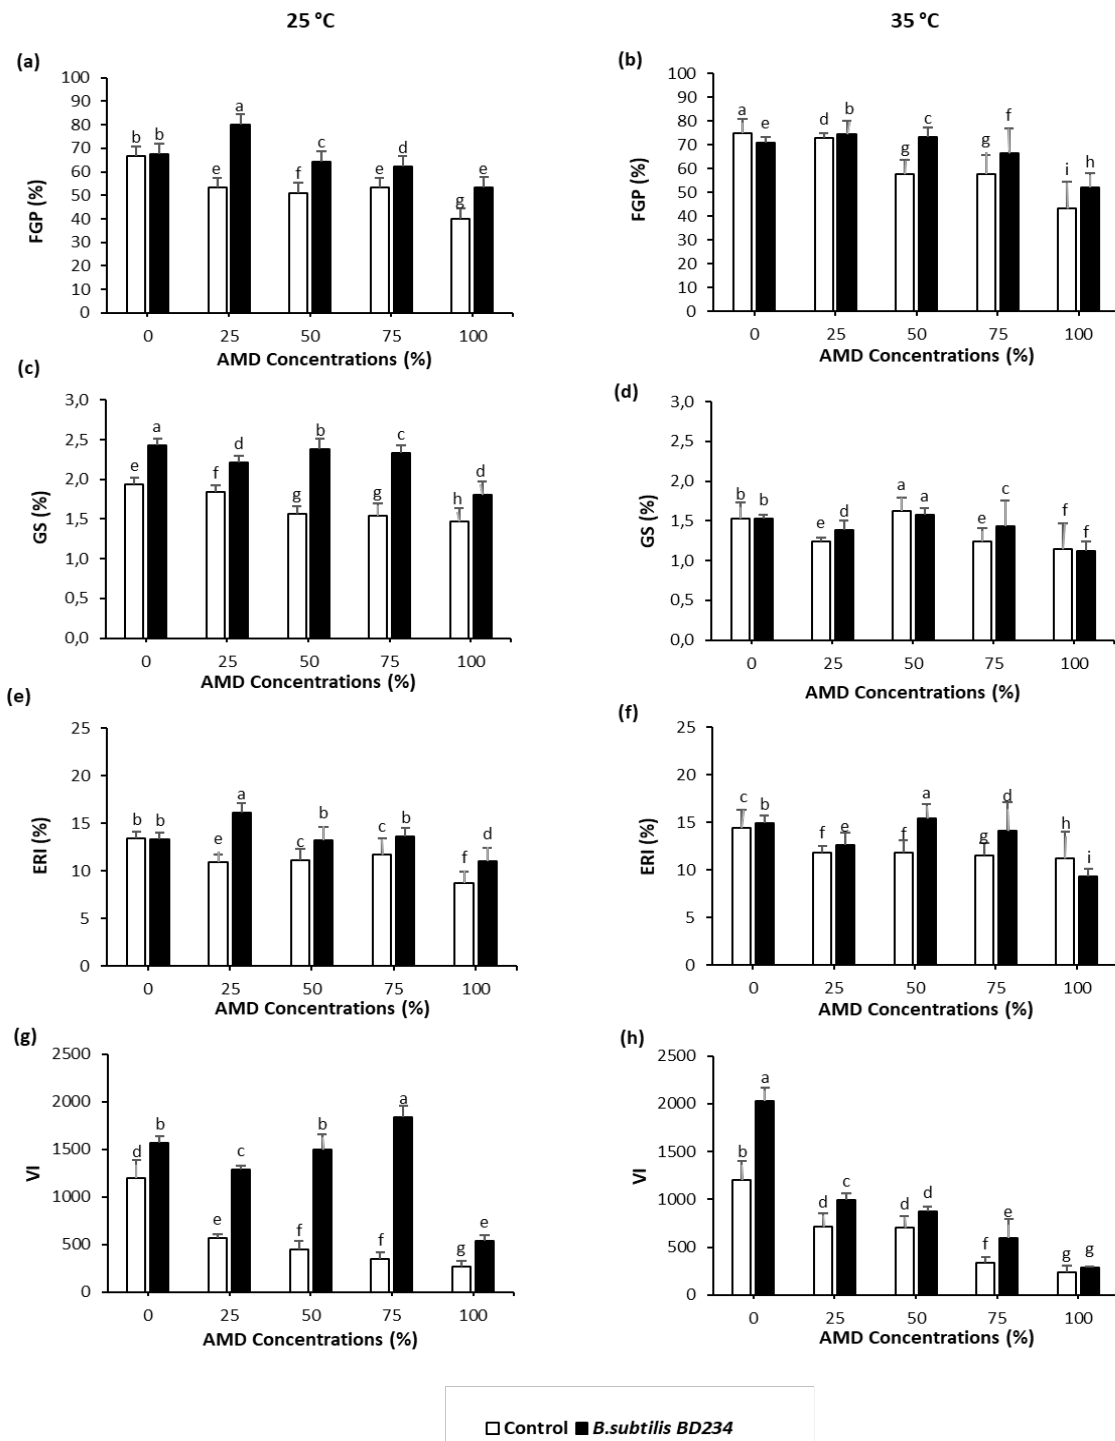 25 °C
35 °C
(a)
100
90
80
70
60
50
40
30
20
10
0
FGP (%)
b b a e f c e d g e
0 25 50 75 100
AMD Concentrations (%)
(b)
100
90
80
70
60
50
40
30
20
10
0
FGP (%)
a e d b g c g f i h
0 25 50 75 100
AMD Concentrations (%)
(c)
3,0
2,5
2,0
1,5
1,0
0,5
0,0
GS (%)
e a f d g b g c h d
0 25 50 75 100
AMD Concentrations (%)
(d)
3,0
2,5
2,0
1,5
1,0
0,5
0,0
GS (%)
b b e d a a e c f f
0 25 50 75 100
AMD Concentrations (%)
(e)
25
20
15
10
5
0
ERI (%)
b b e a c b c b f d
0 25 50 75 100
AMD Concentrations (%)
(f)
25
20
15
10
5
0
ERI (%)
c b f e f a g d h i
0 25 50 75 100
AMD Concentrations (%)
(g)
2500
2000
1500
1000
500
0
VI
d b e c f b f a g e
0 25 50 75 100
AMD Concentrations (%)
(h)
2500
2000
1500
1000
500
0
VI
b a d c d d f e g g
0 25 50 75 100
AMD Concentrations (%)
Control B.subtilis BD234